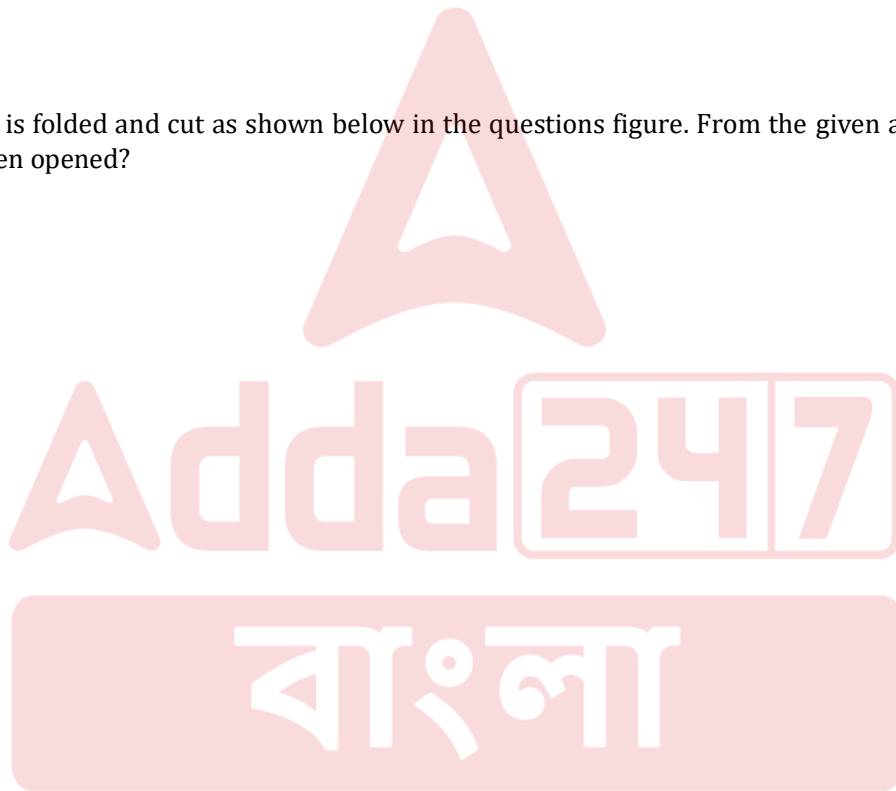 is folded and cut as shown below in the questions figure. From the given a
en opened?
Adda247
বাংলা